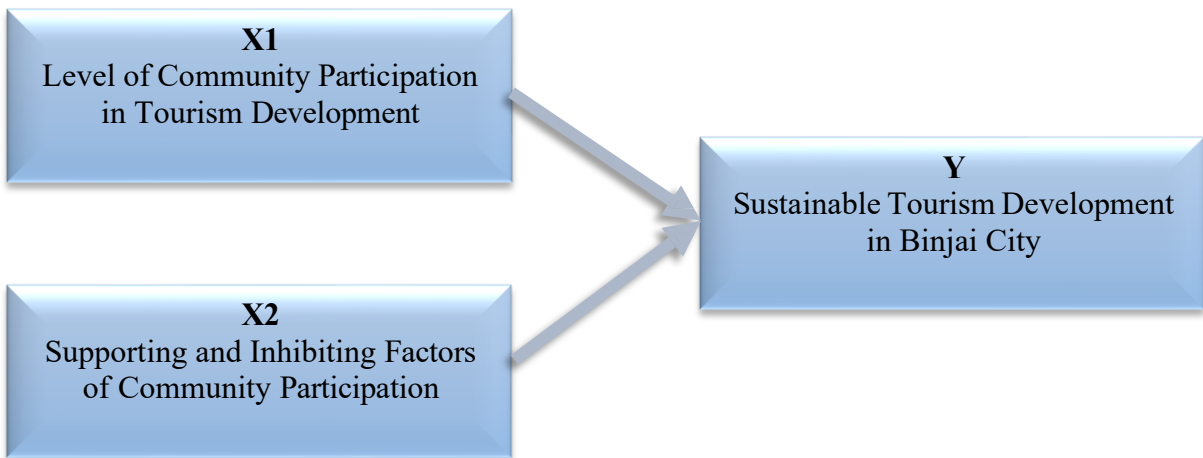 X1
Level of Community Participation
in Tourism Development
X2
Supporting and Inhibiting Factors
of Community Participation
Y
Sustainable Tourism Development
in Binjai City